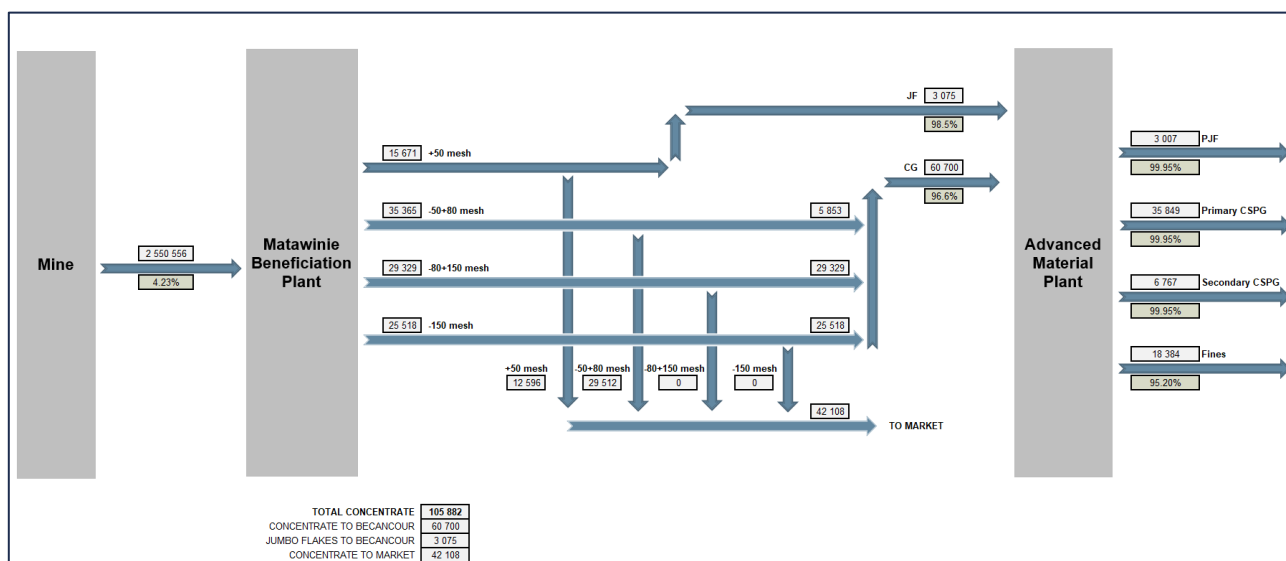 JF 3 075
98.5%
15 671 +50 mesh
3 007 PJF
99.95%
CG 60 700
96.6%
35 365 -50+80 mesh 5 853
35 849 Primary CSPG
99.95%
Mine
2 550 556
4.23%
Matawinie
Beneficiation
Plant
29 329 -80+150 mesh 29 329
Advanced
Material
Plant
6 767 Secondary CSPG
99.95%
25 518 -150 mesh 25 518
18 384 Fines
95.20%
+50 mesh -50+80 mesh -80+150 mesh -150 mesh
12 596 29 512 0 0
42 108
TO MARKET
TOTAL CONCENTRATE 105 882
CONCENTRATE TO BECANCOUR 60 700
JUMBO FLAKES TO BECANCOUR 3 075
CONCENTRATE TO MARKET 42 108